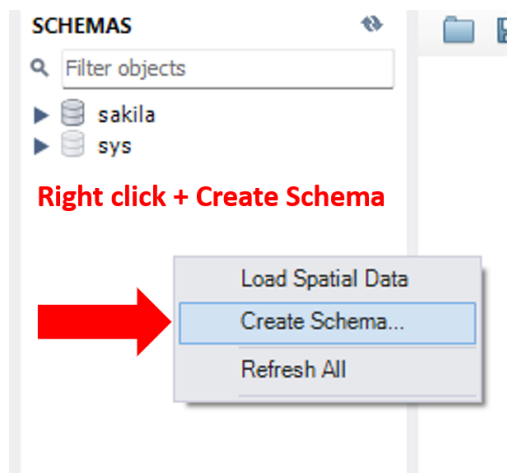 SCHEMAS
Filter objects
sakila
sys
Right click + Create Schema
Load Spatial Data
Create Schema...
Refresh All